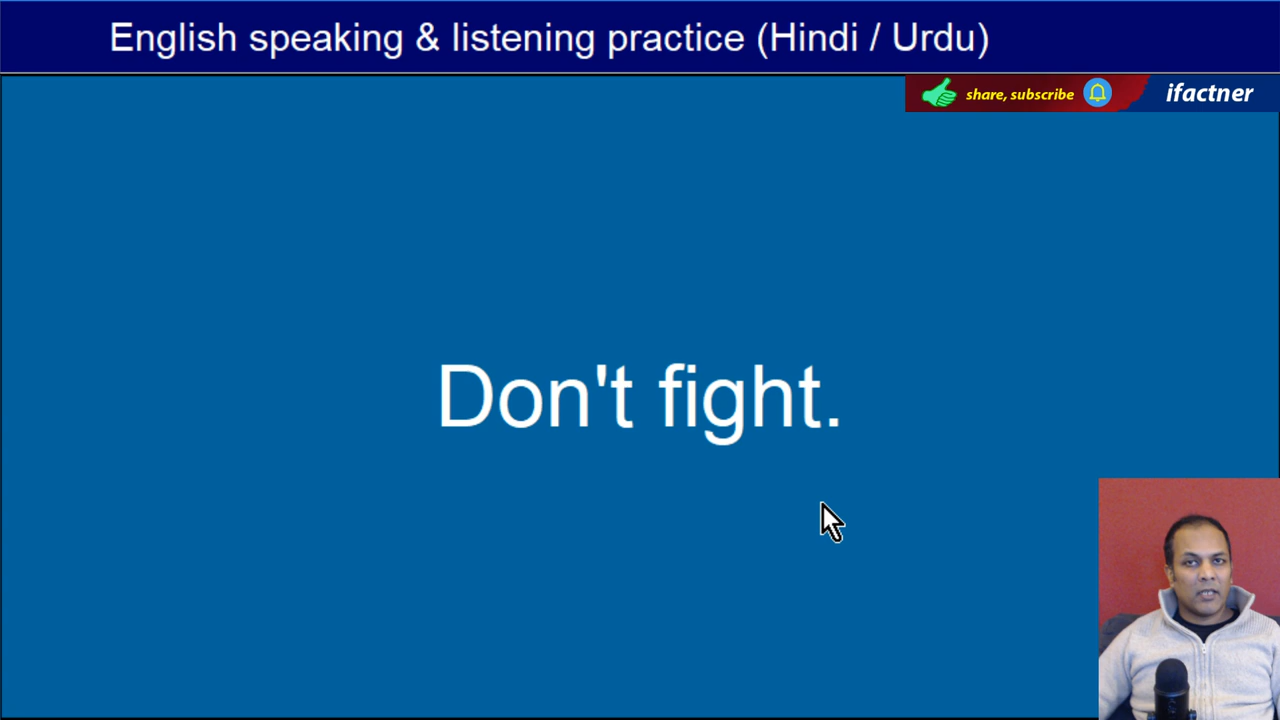 English speaking & listening practice (Hindi / Urdu)
share, subscribe
ifactner
Don't fight.